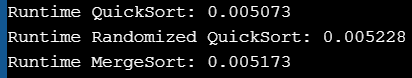 Runtime QuickSort: 0.005073
Runtime Randomized QuickSort: 0.005228
Runtime MergeSort: 0.005173